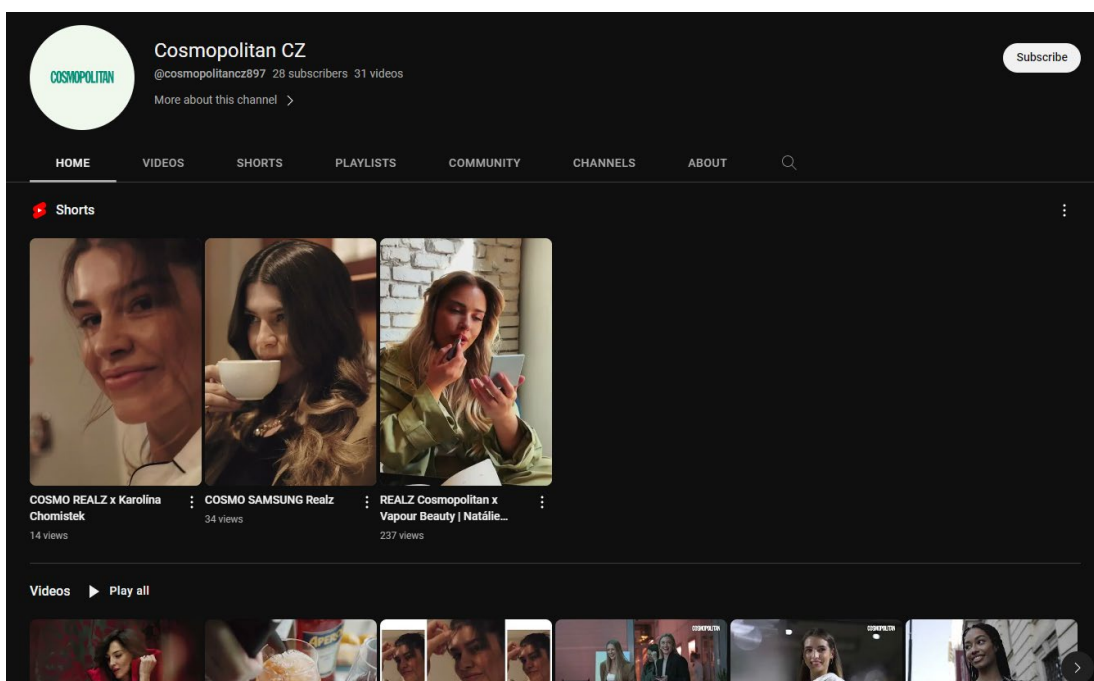 COSMOPOLITAN
Cosmopolitan CZ
@cosmopolitancz897 28 subscribers 31 videos
More about this channel
Subscribe
HOME VIDEOS SHORTS PLAYLISTS COMMUNITY CHANNELS ABOUT
Shorts
COSMO REALZ x Karolína
Chomistek
14 views
COSMO SAMSUNG Realz
34 views
REALZ Cosmopolitan x
Vapour Beauty | Natálie...
237 views
Videos Play all
APEROL
COSMOPOLITAN
COSMOPOLITAN